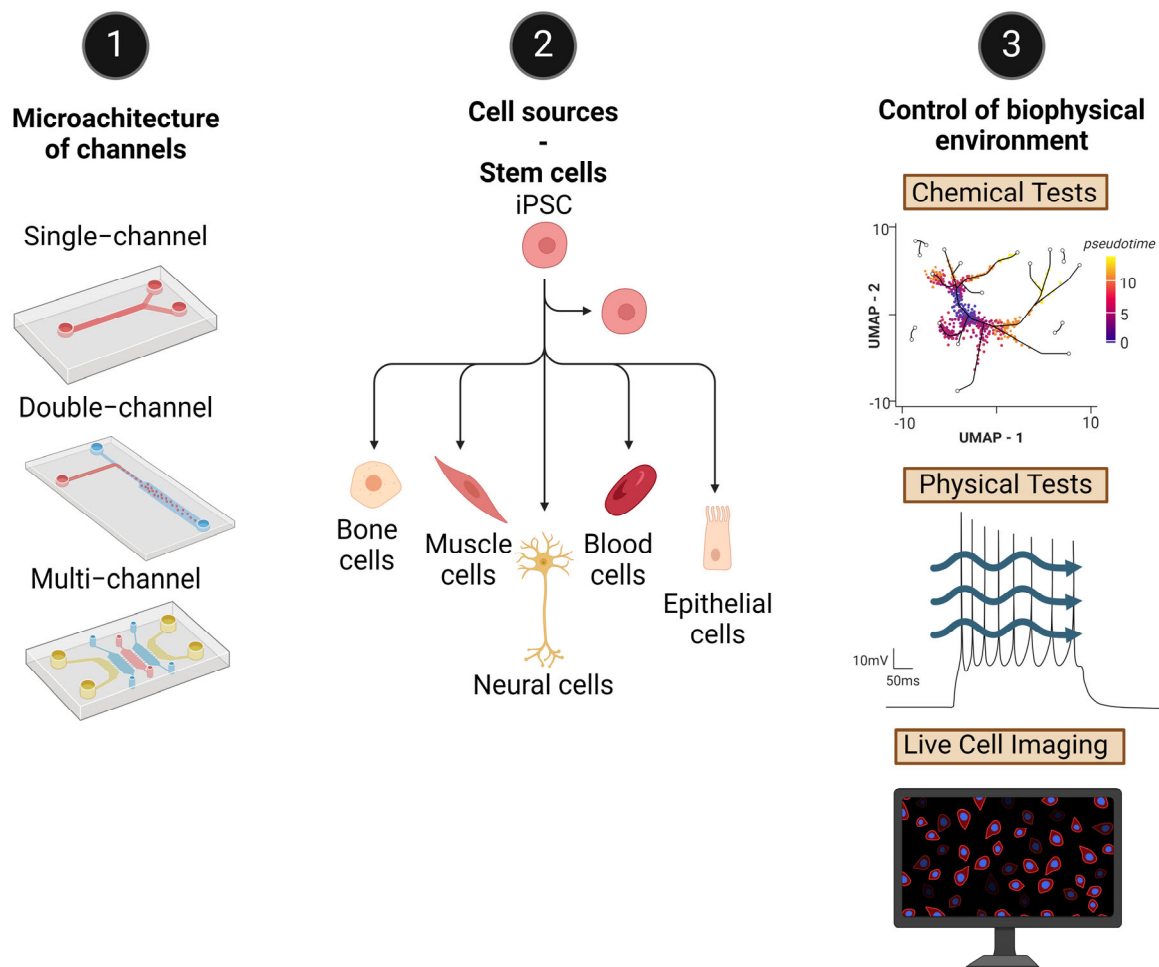 1
Microachitecture
of channels
Single-channel
Double-channel
Multi-channel
2
Cell sources
-
Stem cells
iPSC
Bone
cells
Muscle
cells
Neural cells
Blood
cells
Epithelial
cells
3
Control of biophysical
environment
Chemical Tests
10
UMAP - 2
-10
-10
10
UMAP - 1
pseudotime
10
5
0
Physical Tests
10mV
50ms
Live Cell Imaging